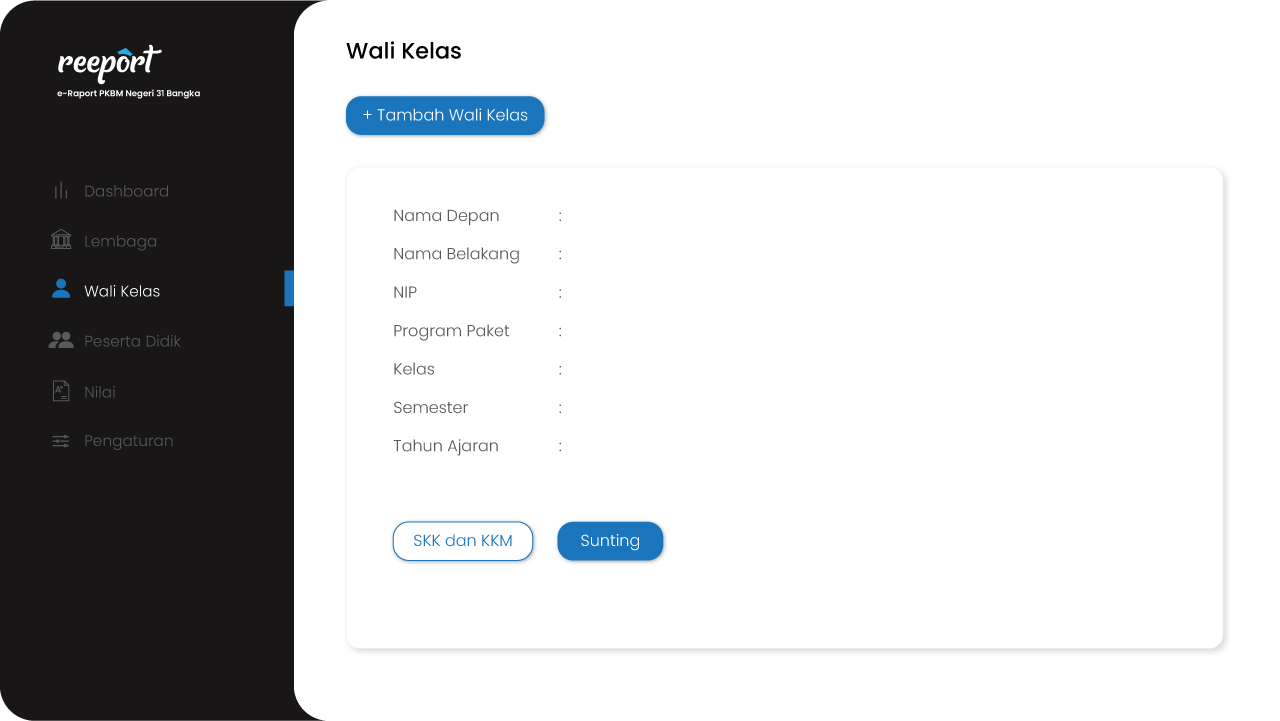 reeport
e-Raport PKBM Negeri 31 Bangka
Dashboard
Lembaga
Wali Kelas
Peserta Didik
Nilai
Pengaturan
Wali Kelas
+ Tambah Wali Kelas
Nama Depan :
Nama Belakang :
NIP :
Program Paket :
Kelas :
Semester :
Tahun Ajaran :
SKK dan KKM
Sunting